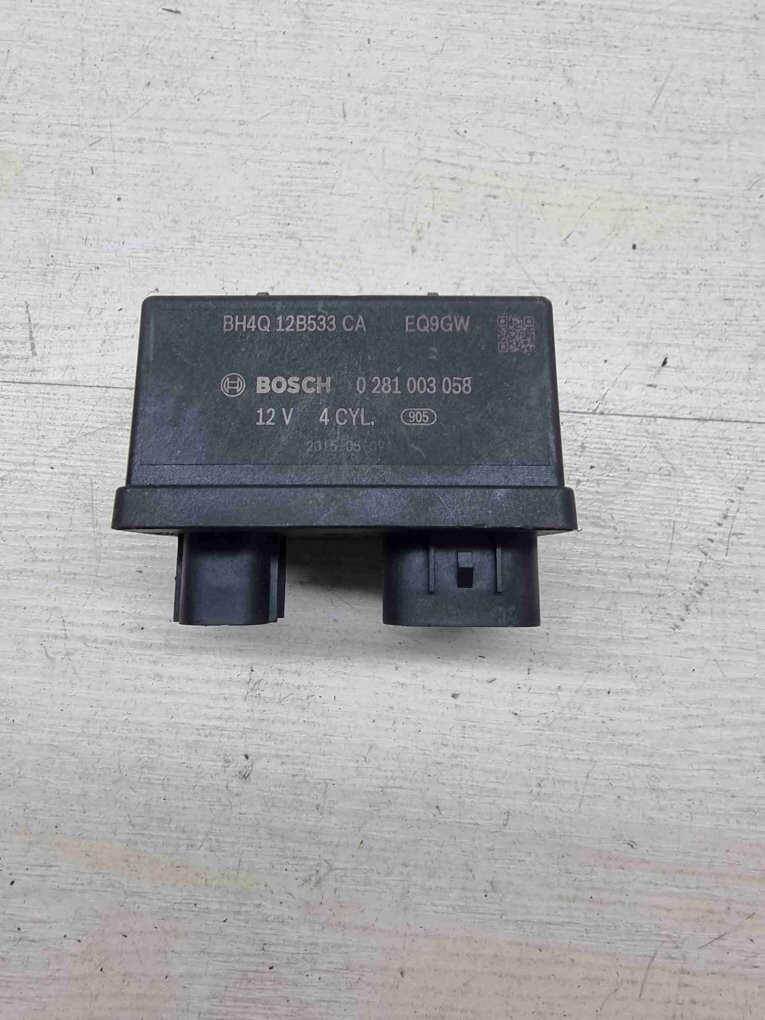 BH4Q 12B533 CA EQ9GW
BOSCH 0 281 003 058
12 V 4 CYL. 905